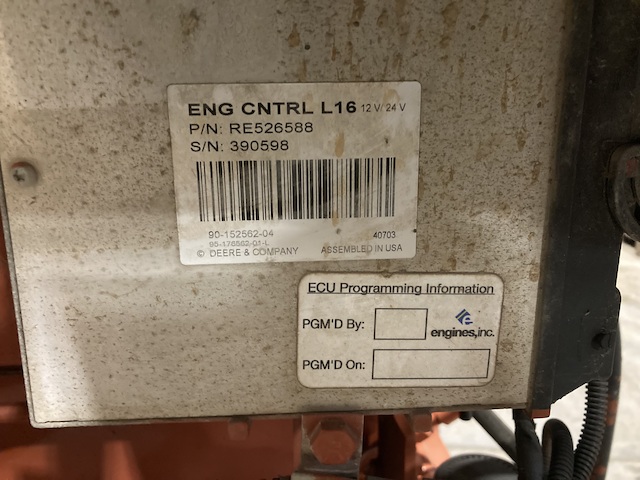 ENG CNTRL L16 12 V/ 24 V
P/N: RE526588
S/N: 390598
90-152562-04 40703
95-176562-01-L
© DEERE & COMPANY ASSEMBLED IN USA
ECU Programming Information
PGM'D By:
engines,inc.
PGM'D On: